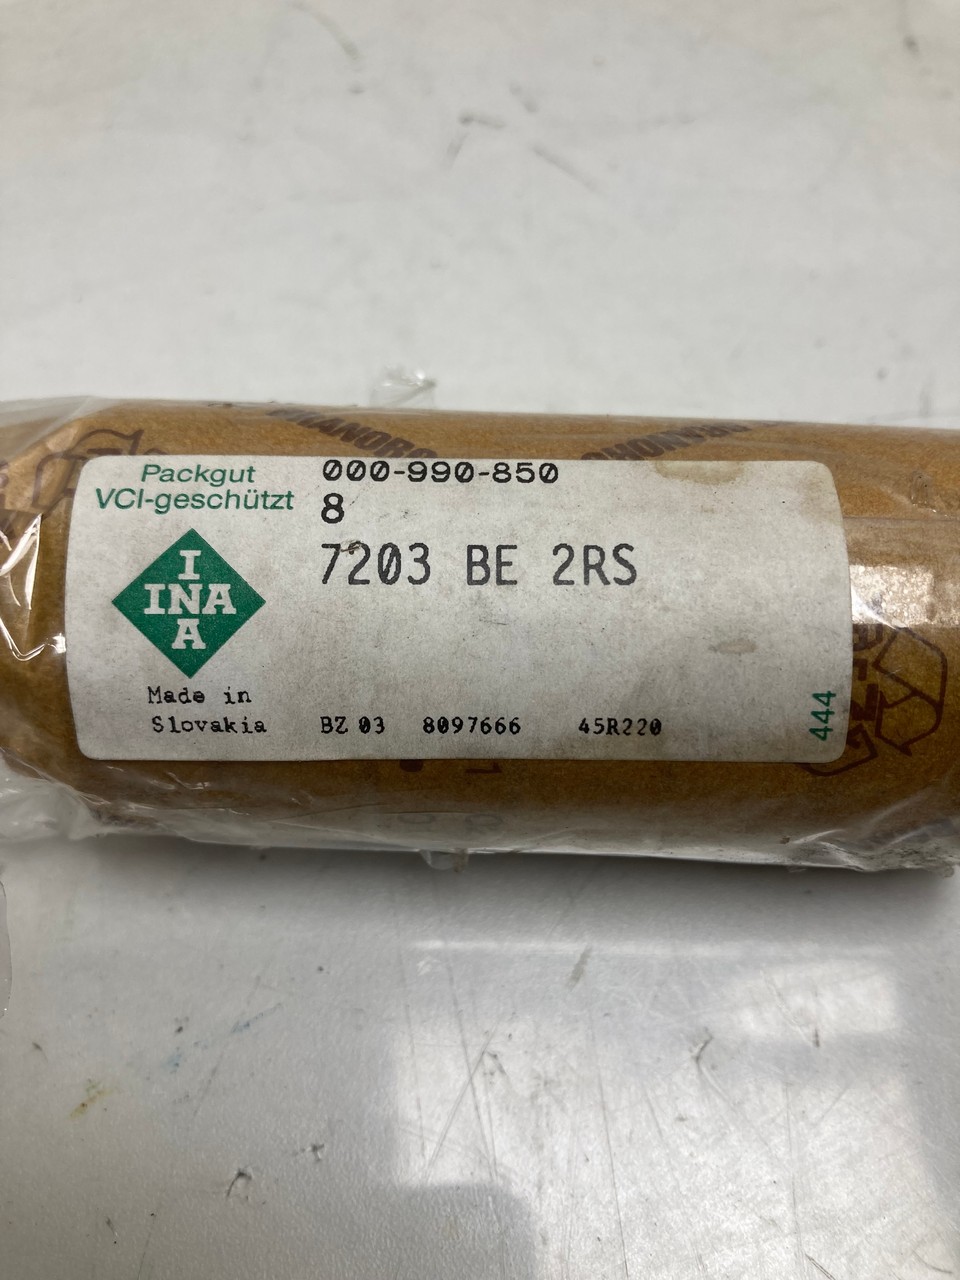 Packgut
VCI-geschützt
000-990-850
8
7203 BE 2RS
I
INA
A
Made in
Slovakia
BZ 03 8097666 45R220
444